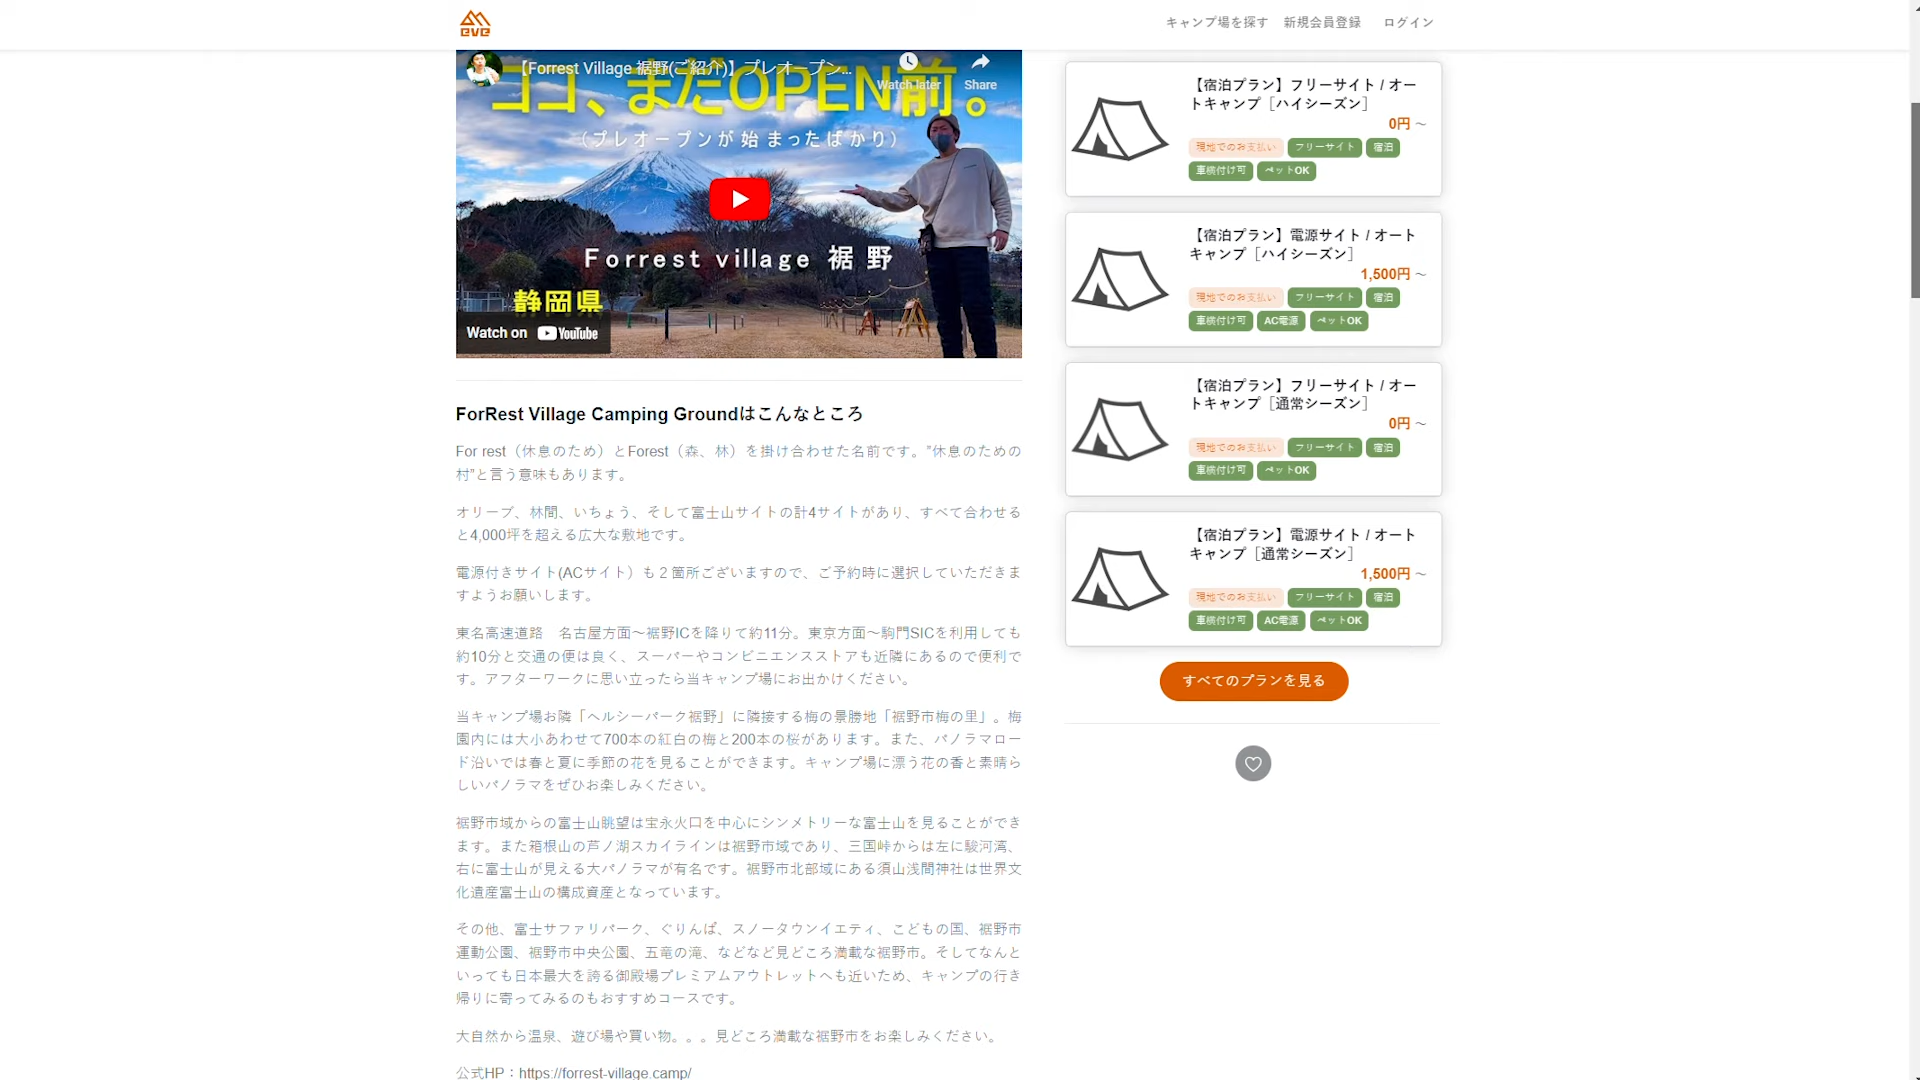 eve
キャンプ場を探す 新規会員登録 ログイン
【Forrest Village 裾野(ご紹介)】プレオープン...
Watch later
Share
ココ、まだOPEN前。
（プレオープンが始まったばかり）
Forrest village 裾野
静岡県
Watch on YouTube
ForRest Village Camping Groundはこんなところ
For rest（休息のため）とForest（森、林）を掛け合わせた名前です。”休息のための
村”と言う意味もあります。
オリーブ、林間、いちょう、そして富士山サイトの計4サイトがあり、すべて合わせる
と4,000坪を超える広大な敷地です。
電源付きサイト(ACサイト）も２箇所ございますので、ご予約時に選択していただきま
すようお願いします。
東名高速道路　名古屋方面～裾野ICを降りて約11分。東京方面～駒門SICを利用しても
約10分と交通の便は良く、スーパーやコンビニエンスストアも近隣にあるので便利で
す。アフターワークに思い立ったら当キャンプ場にお出かけください。
当キャンプ場お隣「ヘルシーパーク裾野」に隣接する梅の景勝地「裾野市梅の里」。梅
園内には大小あわせて700本の紅白の梅と200本の桜があります。また、パノラマロー
ド沿いでは春と夏に季節の花を見ることができます。キャンプ場に漂う花の香と素晴ら
しいパノラマをぜひお楽しみください。
裾野市域からの富士山眺望は宝永火口を中心にシンメトリーな富士山を見ることができ
ます。また箱根山の芦ノ湖スカイラインは裾野市域であり、三国峠からは左に駿河湾、
右に富士山が見える大パノラマが有名です。裾野市北部域にある須山浅間神社は世界文
化遺産富士山の構成資産となっています。
その他、富士サファリパーク、ぐりんぱ、スノータウンイエティ、こどもの国、裾野市
運動公園、裾野市中央公園、五竜の滝、などなど見どころ満載な裾野市。そしてなんと
いっても日本最大を誇る御殿場プレミアムアウトレットへも近いため、キャンプの行き
帰りに寄ってみるのもおすすめコースです。
大自然から温泉、遊び場や買い物。。。見どころ満載な裾野市をお楽しみください。
公式HP：https://forrest-village.camp/
【宿泊プラン】フリーサイト / オー
トキャンプ［ハイシーズン］
0円 ～
現地でのお支払い フリーサイト 宿泊
車横付け可 ペットOK
【宿泊プラン】電源サイト / オート
キャンプ［ハイシーズン］
1,500円 ～
現地でのお支払い フリーサイト 宿泊
車横付け可 AC電源 ペットOK
【宿泊プラン】フリーサイト / オー
トキャンプ［通常シーズン］
0円 ～
現地でのお支払い フリーサイト 宿泊
車横付け可 ペットOK
【宿泊プラン】電源サイト / オート
キャンプ［通常シーズン］
1,500円 ～
現地でのお支払い フリーサイト 宿泊
車横付け可 AC電源 ペットOK
すべてのプランを見る